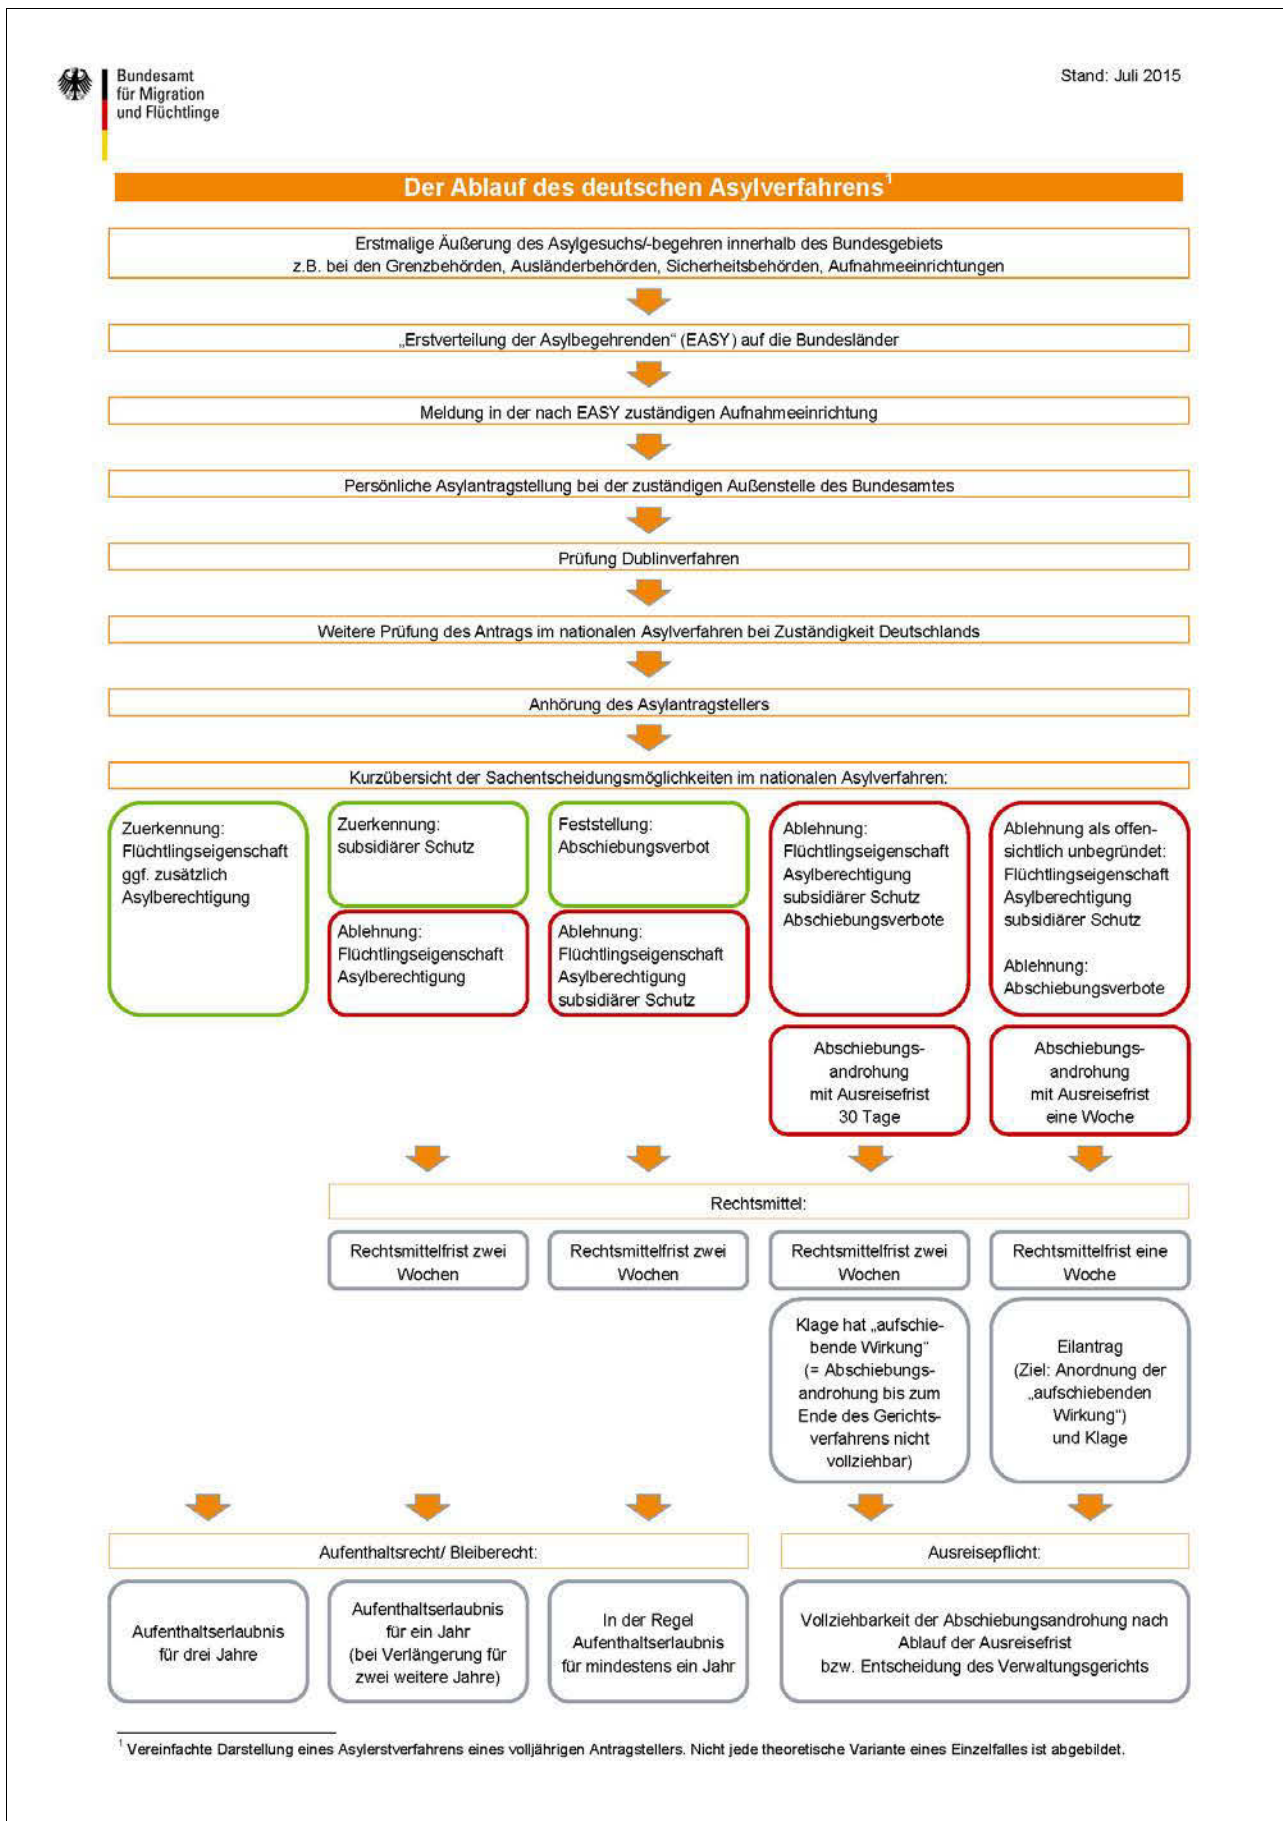 Bundesamt
für Migration
und Flüchtlinge
Stand: Juli 2015
Der Ablauf des deutschen Asylverfahrens¹
Erstmalige Äußerung des Asylgesuchs/-begehren innerhalb des Bundesgebiets
z.B. bei den Grenzbehörden, Ausländerbehörden, Sicherheitsbehörden, Aufnahmeeinrichtungen
„Erstverteilung der Asylbegehrenden“ (EASY) auf die Bundesländer
Meldung in der nach EASY zuständigen Aufnahmeeinrichtung
Persönliche Asylantragstellung bei der zuständigen Außenstelle des Bundesamtes
Prüfung Dublinverfahren
Weitere Prüfung des Antrags im nationalen Asylverfahren bei Zuständigkeit Deutschlands
Anhörung des Asylantragstellers
Kurzübersicht der Sachentscheidungsmöglichkeiten im nationalen Asylverfahren:
Zuerkennung:
Flüchtlingseigenschaft
ggf. zusätzlich
Asylberechtigung
Zuerkennung:
subsidiärer Schutz
Ablehnung:
Flüchtlingseigenschaft
Asylberechtigung
Feststellung:
Abschiebungsverbot
Ablehnung:
Flüchtlingseigenschaft
Asylberechtigung
subsidiärer Schutz
Ablehnung:
Flüchtlingseigenschaft
Asylberechtigung
subsidiärer Schutz
Abschiebungsverbote
Ablehnung als offen-
sichtlich unbegründet:
Flüchtlingseigenschaft
Asylberechtigung
subsidiärer Schutz
Ablehnung:
Abschiebungsverbote
Abschiebungs-
androhung
mit Ausreisefrist
30 Tage
Abschiebungs-
androhung
mit Ausreisefrist
eine Woche
Rechtsmittel:
Rechtsmittelfrist zwei
Wochen
Rechtsmittelfrist zwei
Wochen
Rechtsmittelfrist zwei
Wochen
Rechtsmittelfrist eine
Woche
Klage hat „aufschie-
bende Wirkung“
(= Abschiebungs-
androhung bis zum
Ende des Gerichts-
verfahrens nicht
vollziehbar)
Eilantrag
(Ziel: Anordnung der
„aufschiebenden
Wirkung“)
und Klage
Aufenthaltsrecht/ Bleiberecht:
Ausreisepflicht:
Aufenthaltserlaubnis
für drei Jahre
Aufenthaltserlaubnis
für ein Jahr
(bei Verlängerung für
zwei weitere Jahre)
In der Regel
Aufenthaltserlaubnis
für mindestens ein Jahr
Vollziehbarkeit der Abschiebungsandrohung nach
Ablauf der Ausreisefrist
bzw. Entscheidung des Verwaltungsgerichts
¹ Vereinfachte Darstellung eines Asylerstverfahrens eines volljährigen Antragstellers. Nicht jede theoretische Variante eines Einzelfalles ist abgebildet.